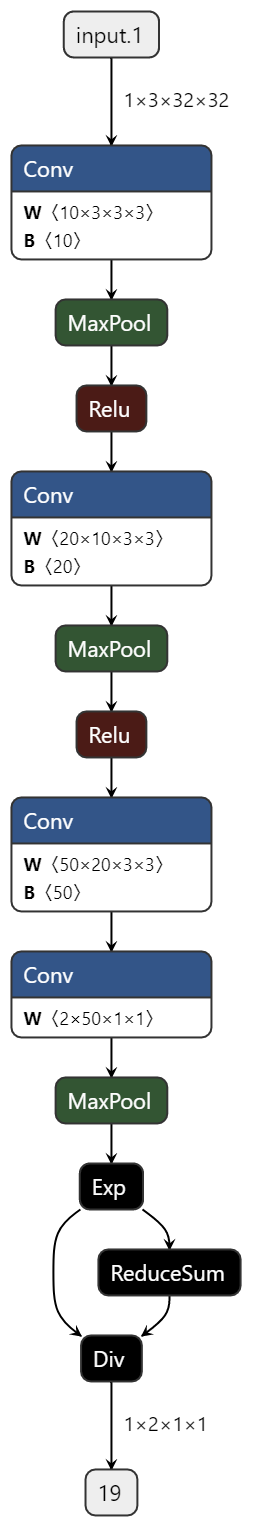 input.1
1×3×32×32
Conv
W 〈10×3×3×3〉
B 〈10〉
MaxPool
Relu
Conv
W 〈20×10×3×3〉
B 〈20〉
MaxPool
Relu
Conv
W 〈50×20×3×3〉
B 〈50〉
Conv
W 〈2×50×1×1〉
MaxPool
Exp
ReduceSum
Div
1×2×1×1
19